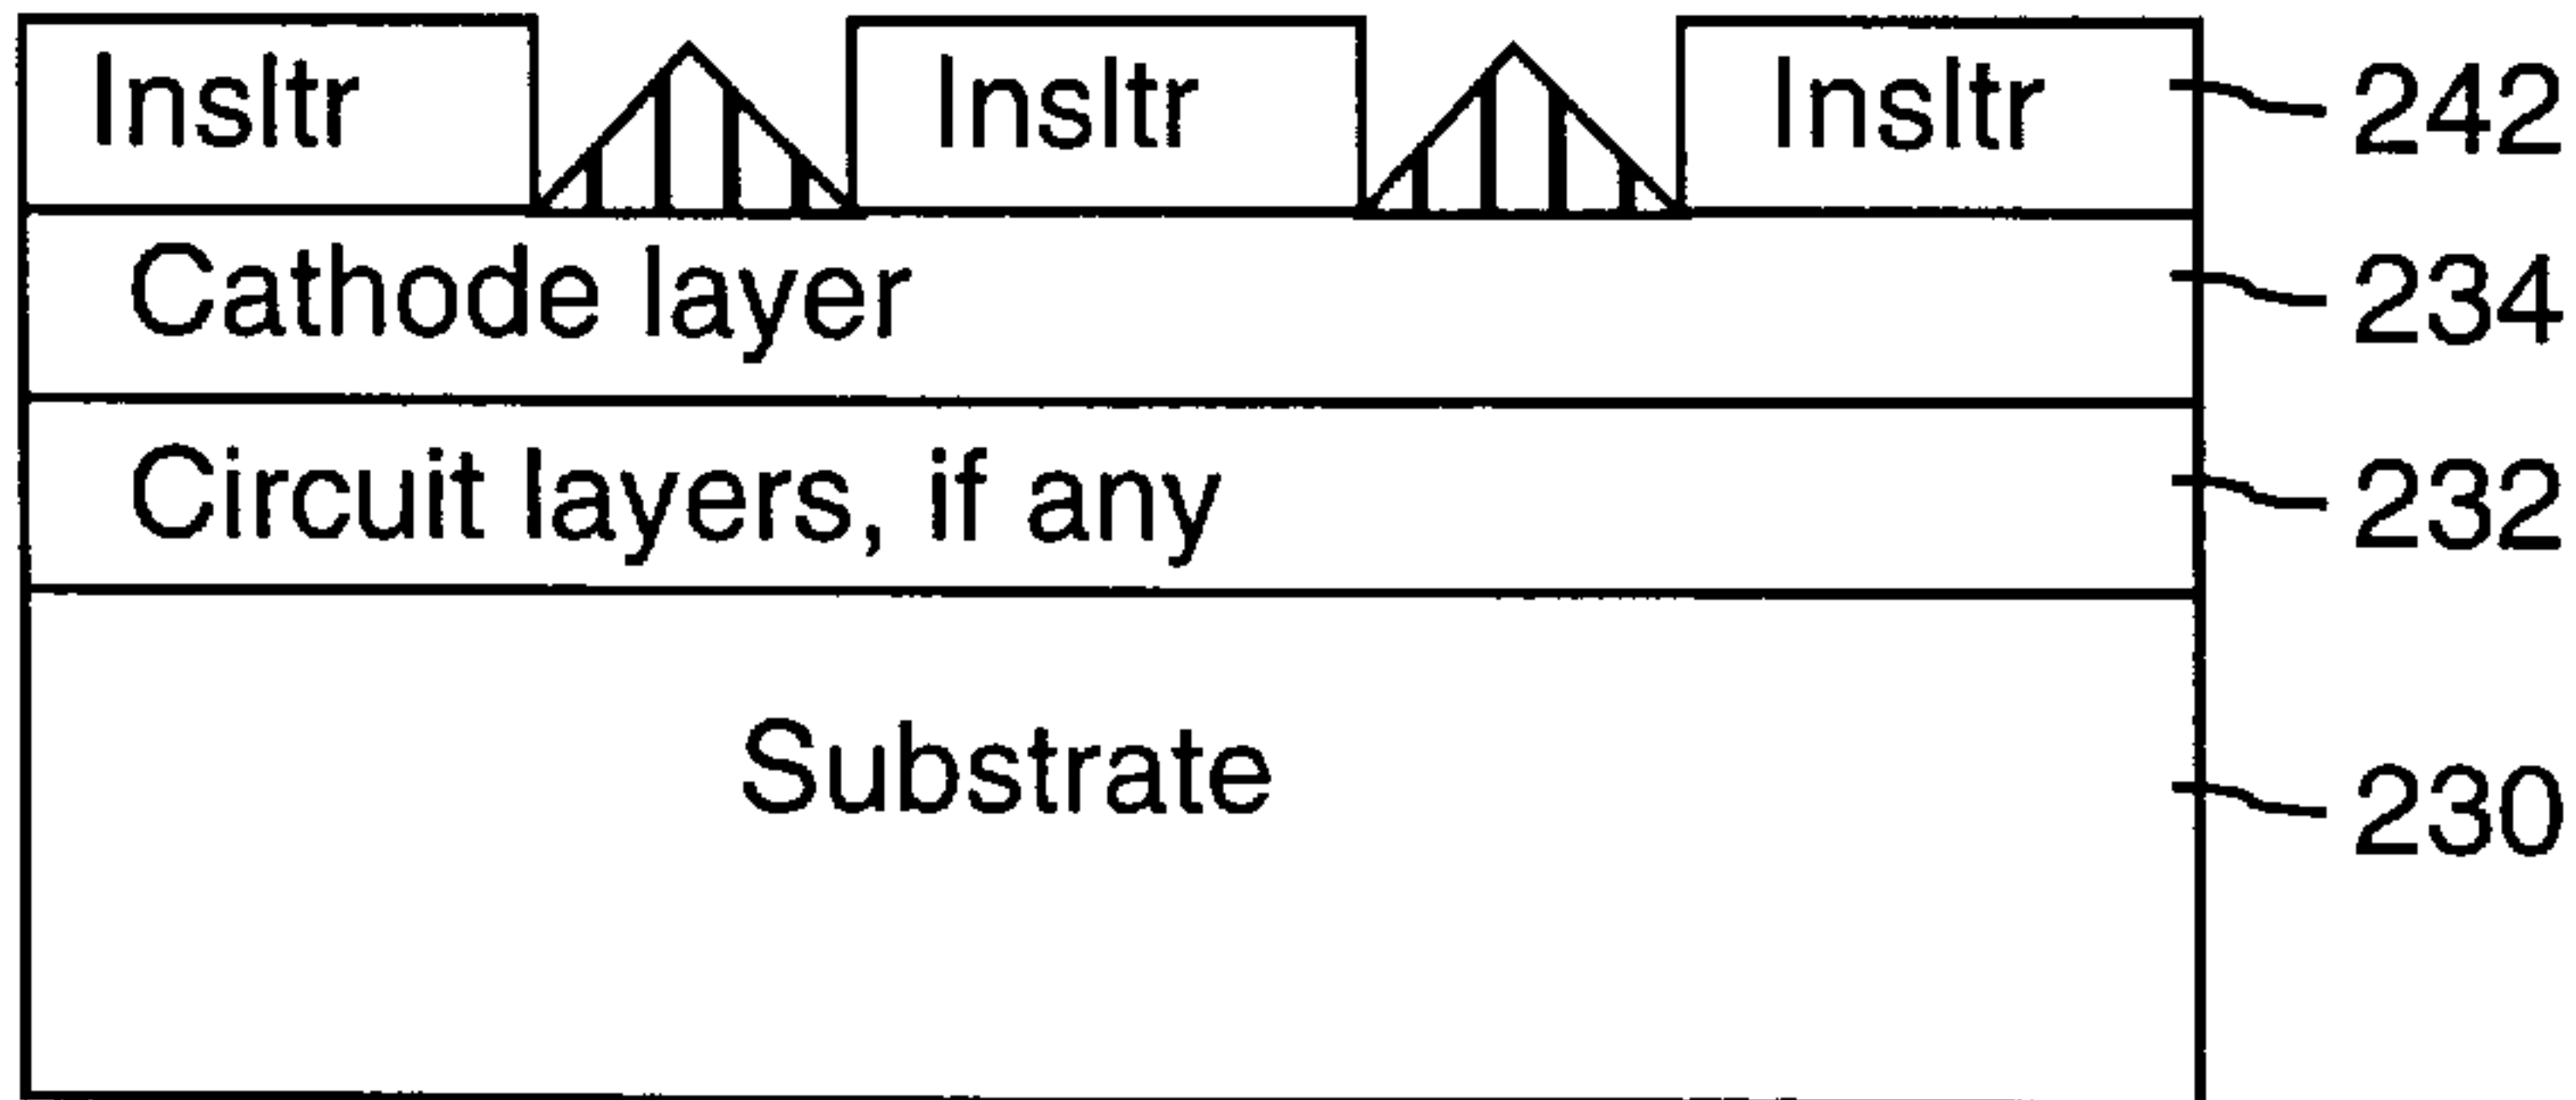 Insltr Insltr Insltr 242
Cathode layer 234
Circuit layers, if any 232
Substrate 230